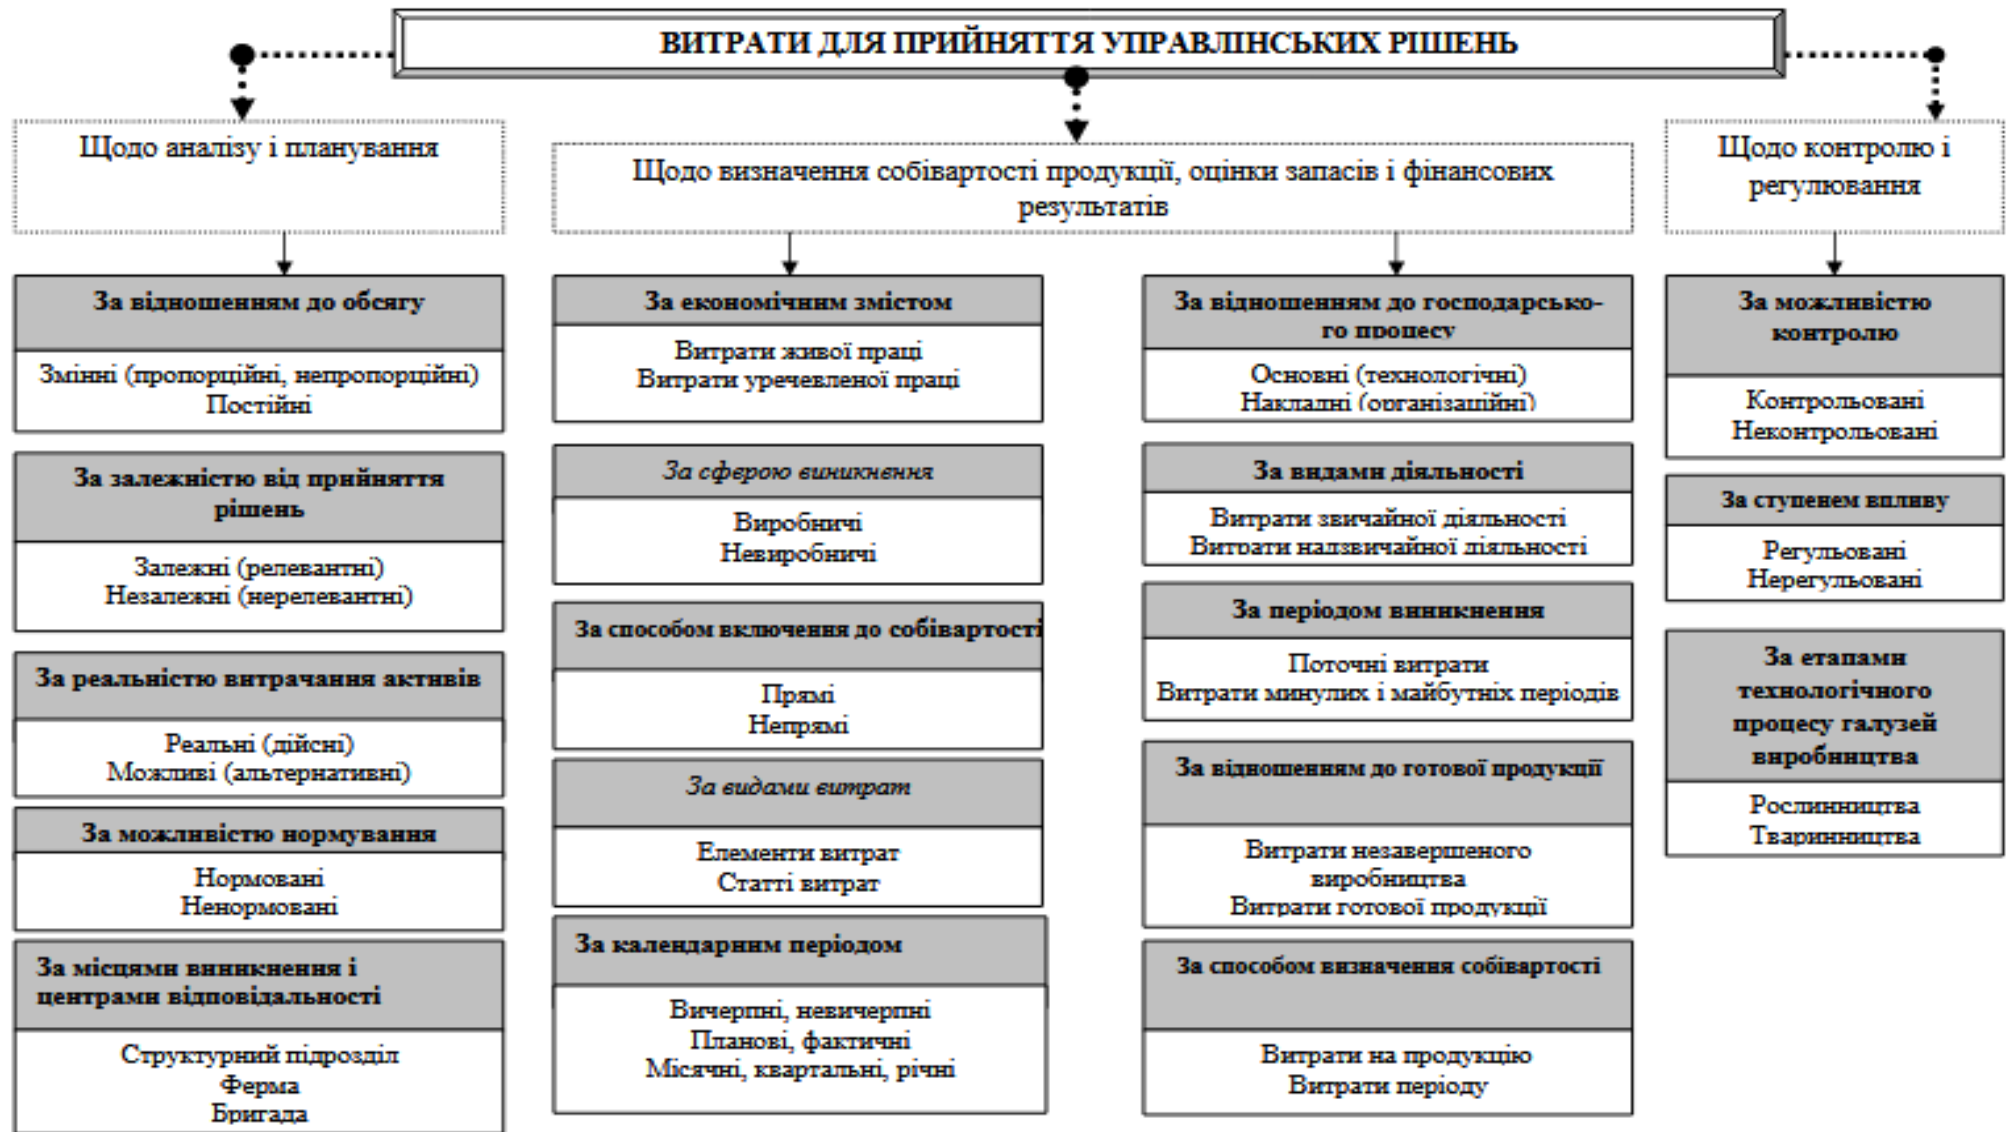 ВИТРАТИ ДЛЯ ПРИЙНЯТТЯ УПРАВЛІНСЬКИХ РІШЕНЬ
Щодо аналізу і планування
Щодо визначення собівартості продукції, оцінки запасів і фінансових
результатів
Щодо контролю і
регулювання
За відношенням до обсягу
Змінні (пропорційні, непропорційні)
Постійні
За залежністю від прийняття
рішень
Залежні (релевантні)
Незалежні (нерелевантні)
За реальністю витрачання активів
Реальні (дійсні)
Можливі (альтернативні)
За можливістю нормування
Нормовані
Ненормовані
За місцями виникнення і
центрами відповідальності
Структурний підрозділ
Ферма
Бригада
За економічним змістом
Витрати живої праці
Витрати уречевленої праці
За сферою виникнення
Виробничі
Невиробничі
За способом включення до собівартості
Прямі
Непрямі
За видами витрат
Елементи витрат
Статті витрат
За календарним періодом
Вичерпні, невичерпні
Планові, фактичні
Місячні, квартальні, річні
За відношенням до господарсько-
го процесу
Основні (технологічні)
Накладні (організаційні)
За видами діяльності
Витрати звичайної діяльності
Витрати надзвичайної діяльності
За періодом виникнення
Поточні витрати
Витрати минулих і майбутніх періодів
За відношенням до готової продукції
Витрати незавершеного
виробництва
Витрати готової продукції
За способом визначення собівартості
Витрати на продукцію
Витрати періоду
За можливістю
контролю
Контрольовані
Неконтрольовані
За ступенем впливу
Регульовані
Нерегульовані
За етапами
технологічного
процесу галузей
виробництва
Рослинництва
Тваринництва